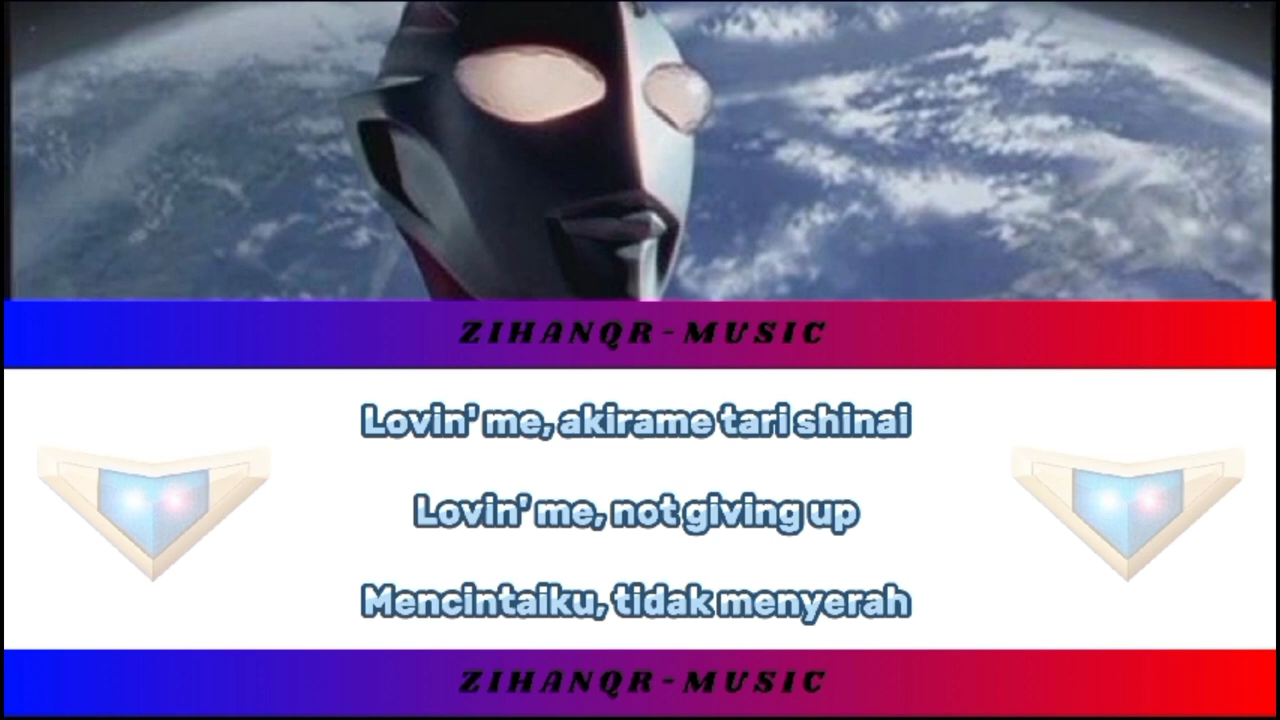 ZIHANQR-MUSIC
Lovin' me, akirame tari shinai
Lovin' me, not giving up
Mencintaiku, tidak menyerah
ZIHANQR-MUSIC